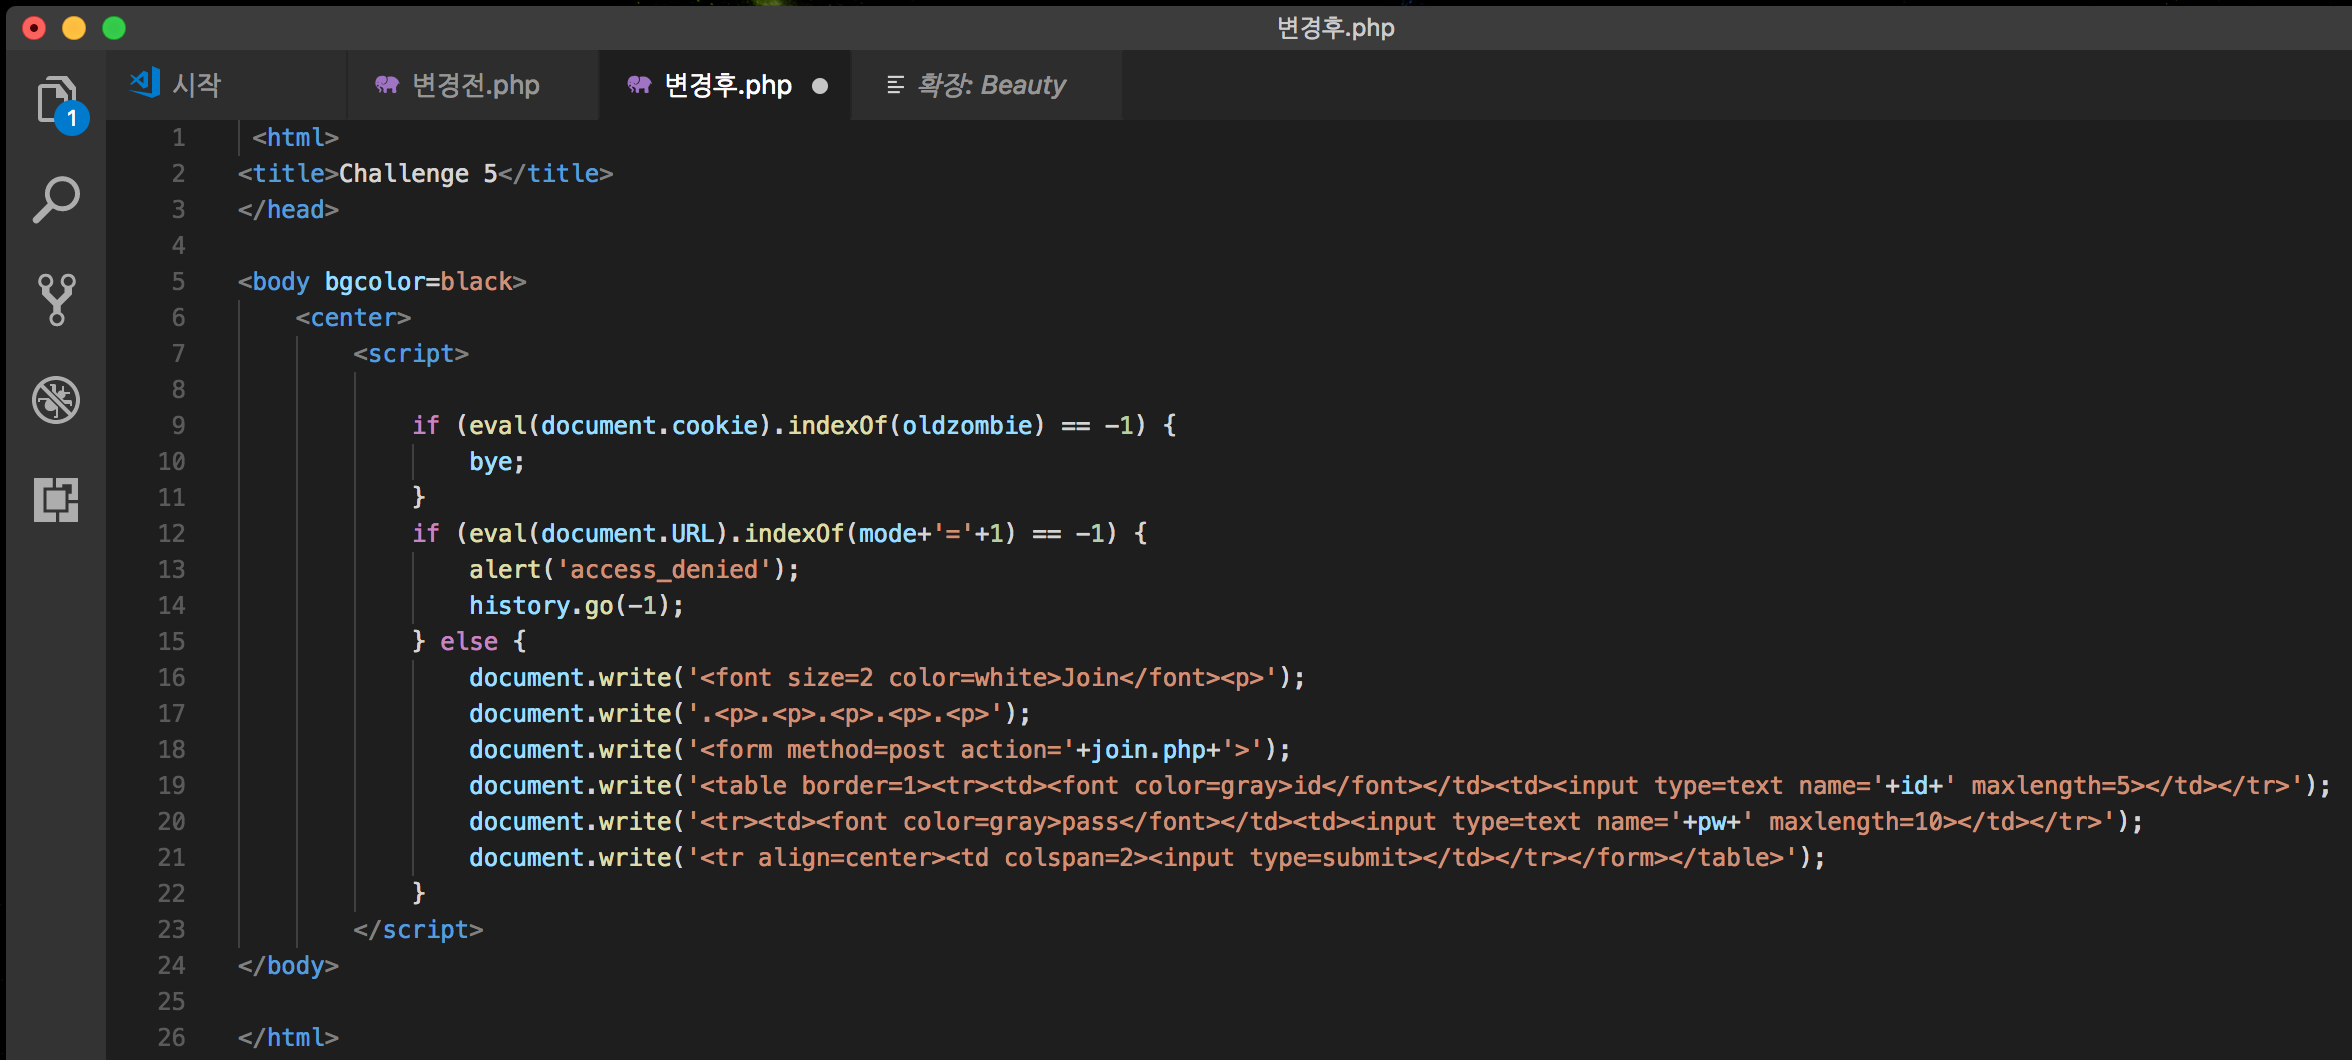 변경후.php
시작
변경전.php
변경후.php
확장: Beauty
1
1 <html>
2 <title>Challenge 5</title>
3 </head>
4
5 <body bgcolor=black>
6 <center>
7 <script>
8
9 if (eval(document.cookie).indexOf(oldzombie) == -1) {
10 bye;
11 }
12 if (eval(document.URL).indexOf(mode+'='+1) == -1) {
13 alert('access_denied');
14 history.go(-1);
15 } else {
16 document.write('<font size=2 color=white>Join</font><p>');
17 document.write('.<p>.<p>.<p>.<p>.<p>');
18 document.write('<form method=post action='+join.php+'>');
19 document.write('<table border=1><tr><td><font color=gray>id</font></td><td><input type=text name='+id+' maxlength=5></td></tr>');
20 document.write('<tr><td><font color=gray>pass</font></td><td><input type=text name='+pw+' maxlength=10></td></tr>');
21 document.write('<tr align=center><td colspan=2><input type=submit></td></tr></form></table>');
22 }
23 </script>
24 </body>
25
26 </html>